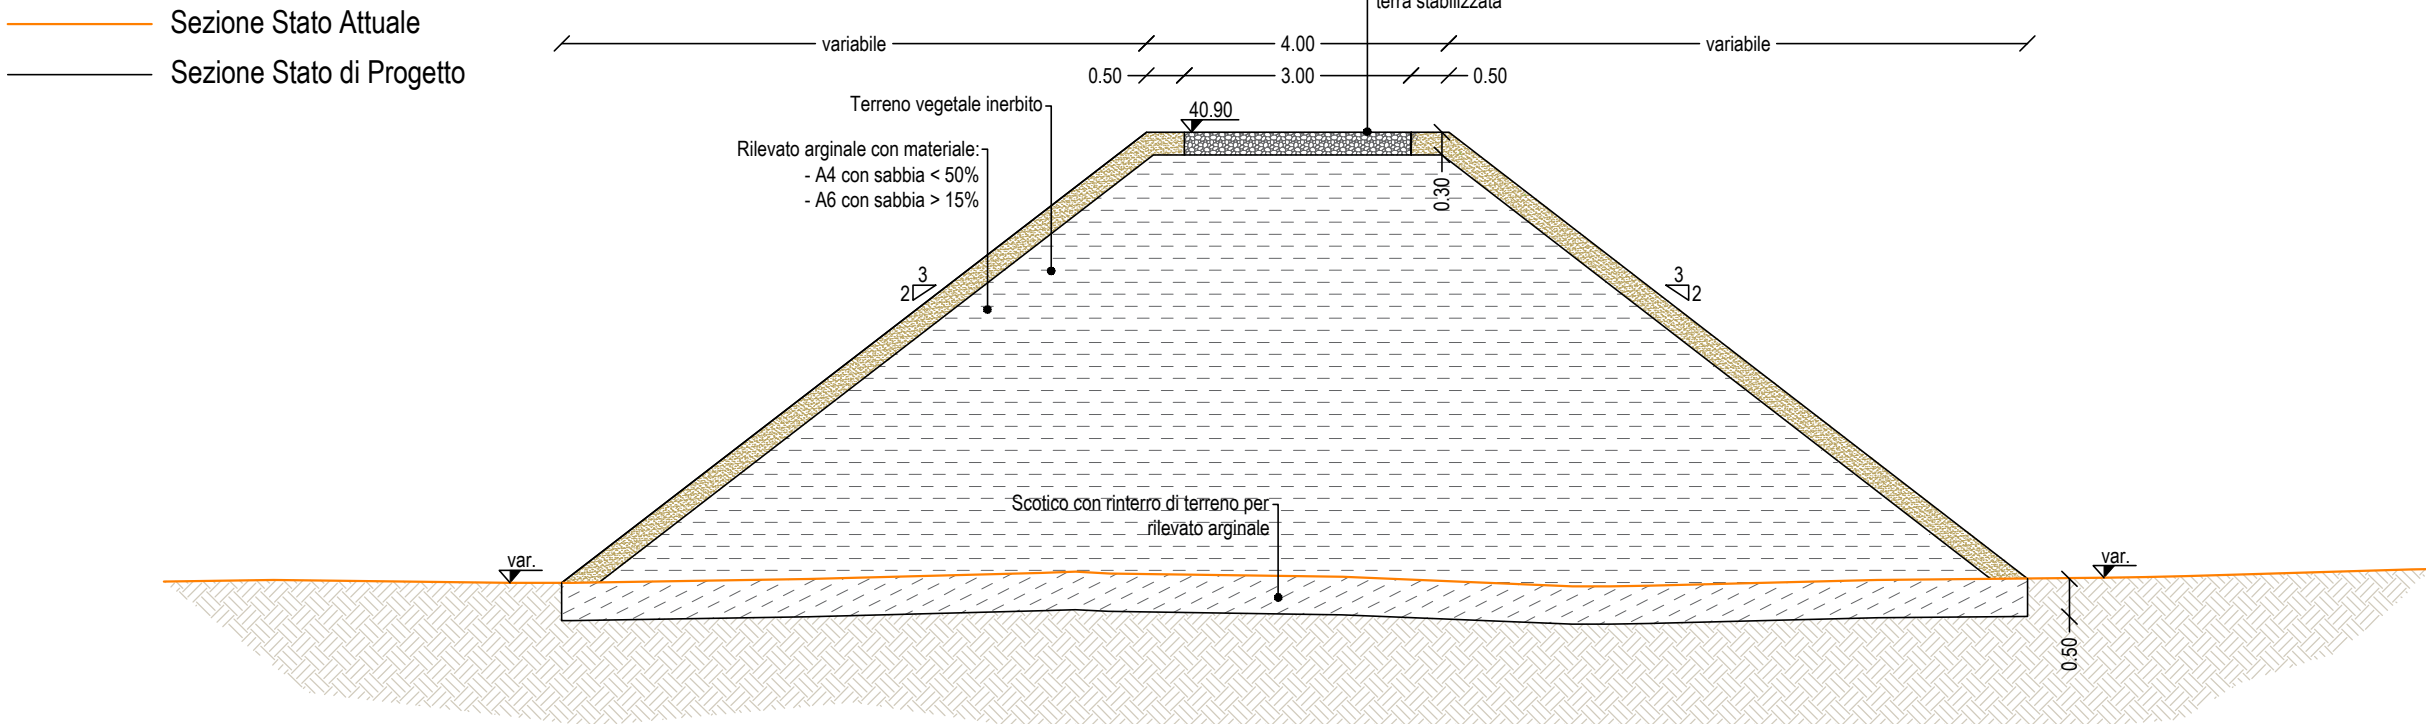 terra stabilizzata
Sezione Stato Attuale
variabile
4.00
variabile
Sezione Stato di Progetto
0.50
3.00
0.50
Terreno vegetale inerbito
40.90
Rilevato arginale con materiale:
- A4 con sabbia < 50%
- A6 con sabbia > 15%
0.30
3
2
3
2
Scotico con rinterro di terreno per
rilevato arginale
var.
var.
0.50